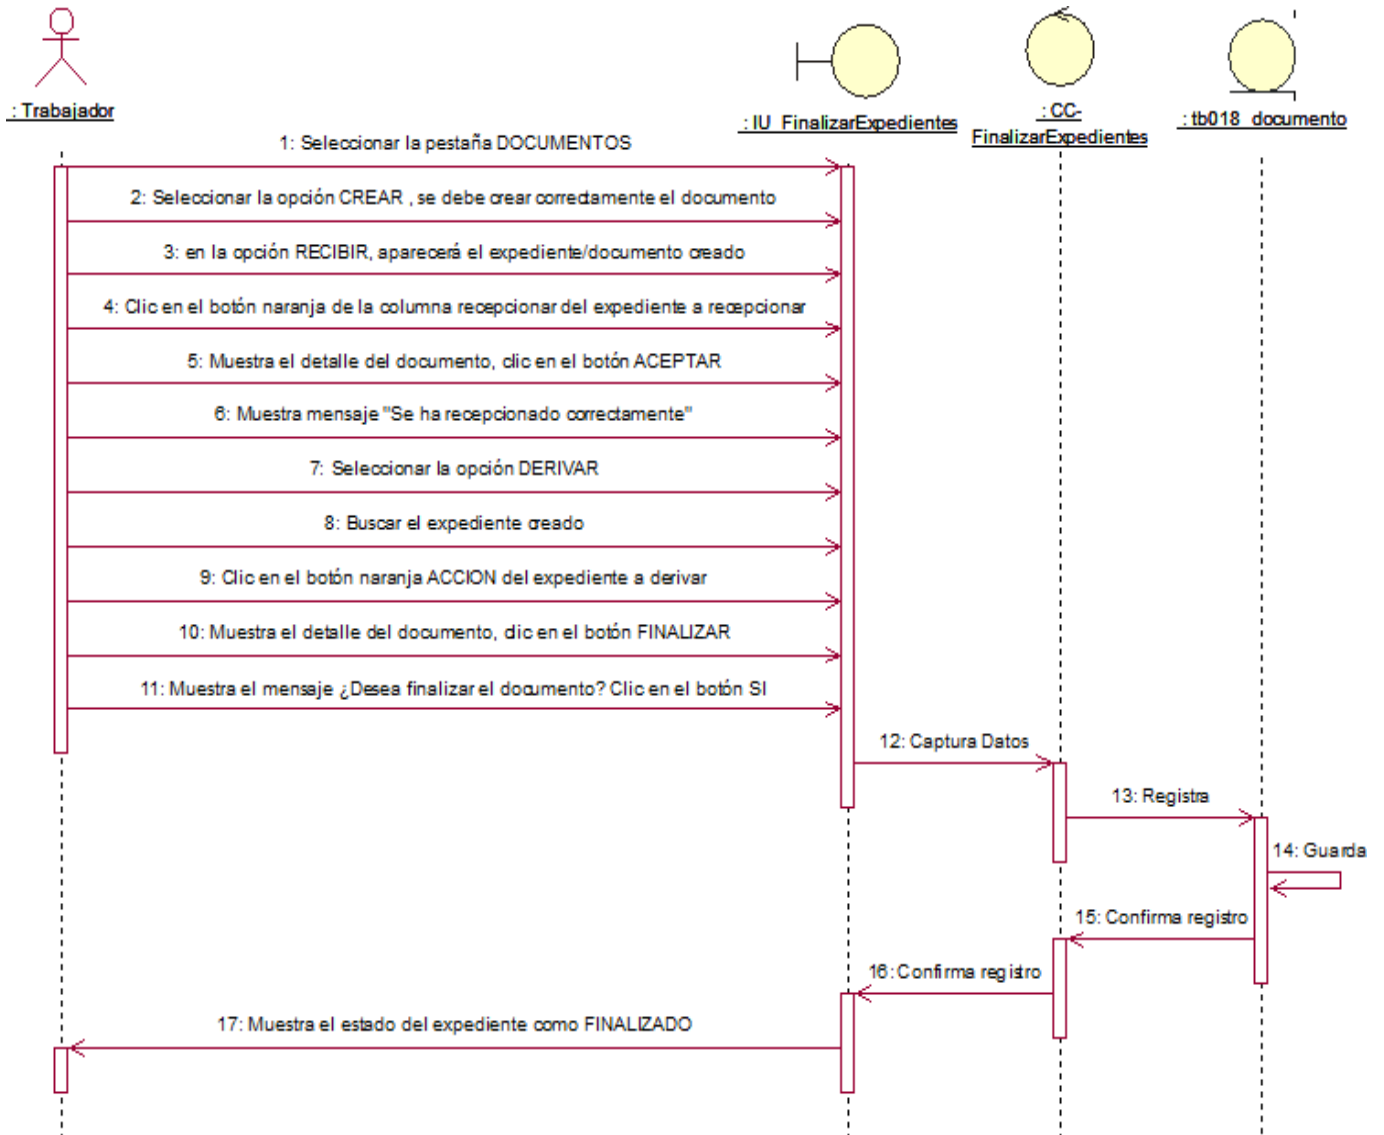 : Trabajador
: IU_FinalizarExpedientes
: CC-
FinalizarExpedientes
: tb018_documento
1: Seleccionar la pestaña DOCUMENTOS
2: Seleccionar la opción CREAR , se debe crear correctamente el documento
3: en la opción RECIBIR, aparecerá el expediente/documento creado
4: Clic en el botón naranja de la columna recepcionar del expediente a recepcionar
5: Muestra el detalle del documento, clic en el botón ACEPTAR
6: Muestra mensaje "Se ha recepcionado correctamente"
7: Seleccionar la opción DERIVAR
8: Buscar el expediente creado
9: Clic en el botón naranja ACCION del expediente a derivar
10: Muestra el detalle del documento, clic en el botón FINALIZAR
11: Muestra el mensaje ¿Desea finalizar el documento? Clic en el botón SI
12: Captura Datos
13: Registra
14: Guarda
15: Confirma registro
16: Confirma registro
17: Muestra el estado del expediente como FINALIZADO